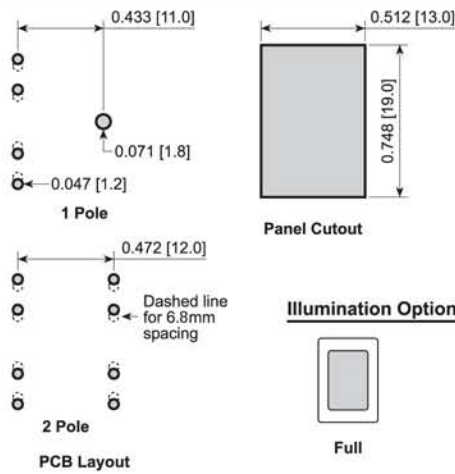 0.433 [11.0]
0.071 [1.8]
0.047 [1.2]
1 Pole
0.512 [13.0]
0.748 [19.0]
Panel Cutout
0.472 [12.0]
Dashed line
for 6.8mm
spacing
2 Pole
PCB Layout
Illumination Option
Full